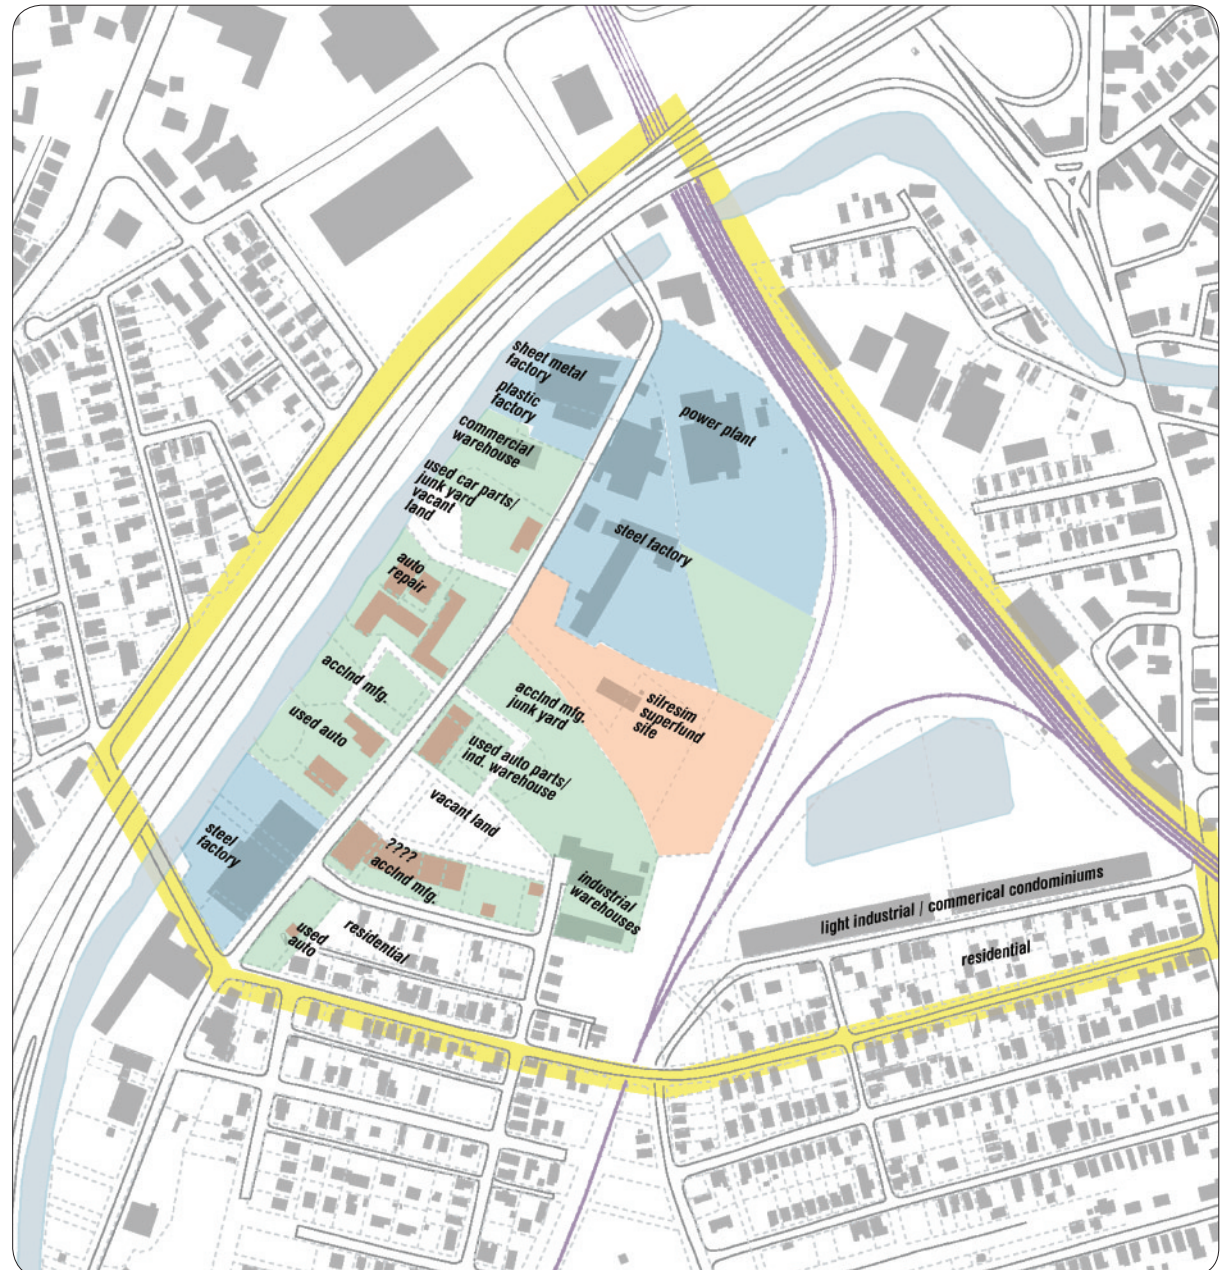 sheet metal
factory
plastic
factory
commercial
warehouse
used car parts/
junk yard
vacant
land
power plant
steel factory
auto
repair
acclnd mfg.
used auto
acclnd mfg.
junk yard
silresim
superfund
site
used auto parts/
ind. warehouse
vacant land
steel
factory
????
acclnd mfg.
industrial
warehouses
used
auto
residential
light industrial / commerical condominiums
residential